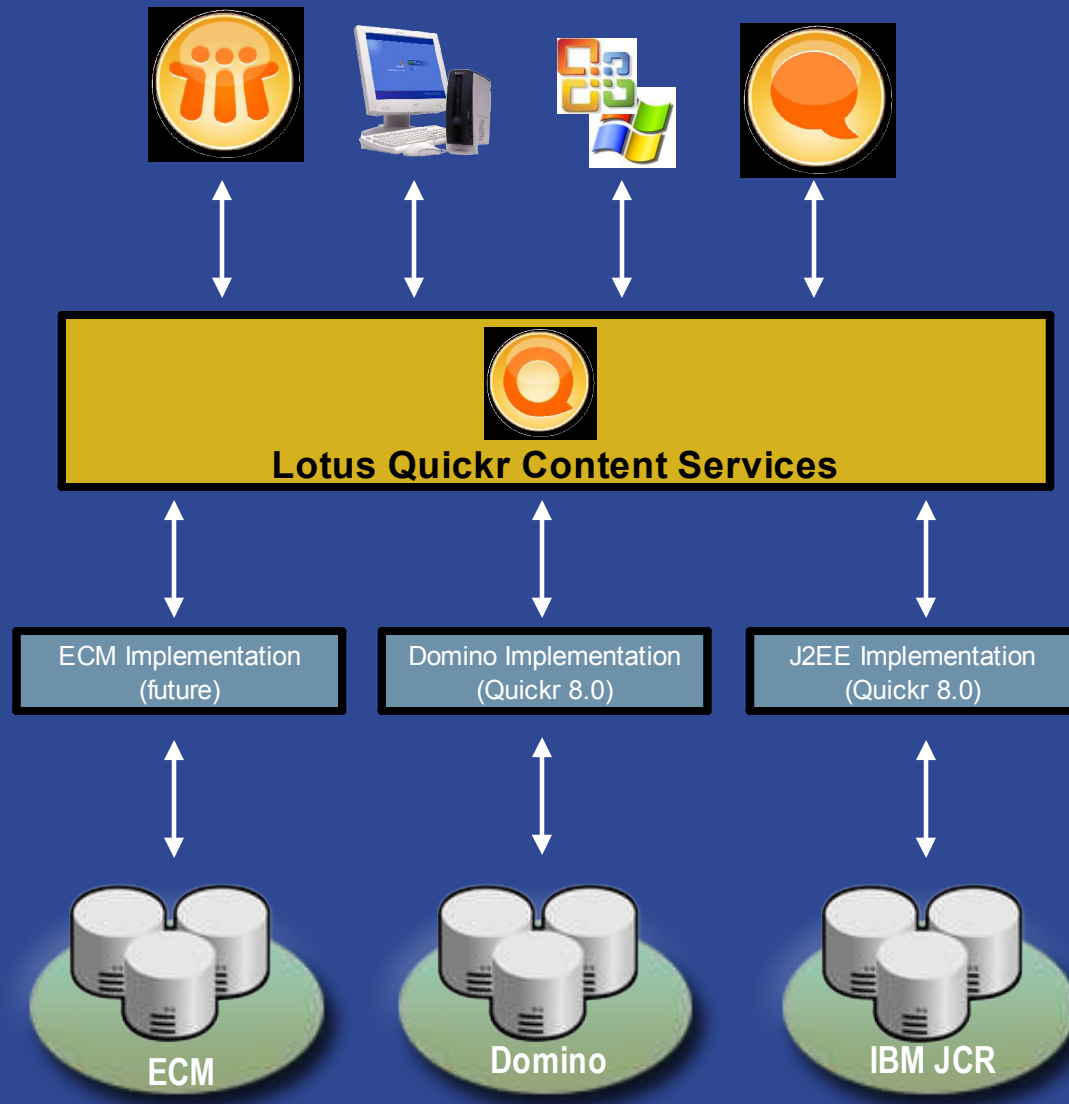 Lotus Quickr Content Services
ECM Implementation
(future)
Domino Implementation
(Quickr 8.0)
J2EE Implementation
(Quickr 8.0)
ECM
Domino
IBM JCR